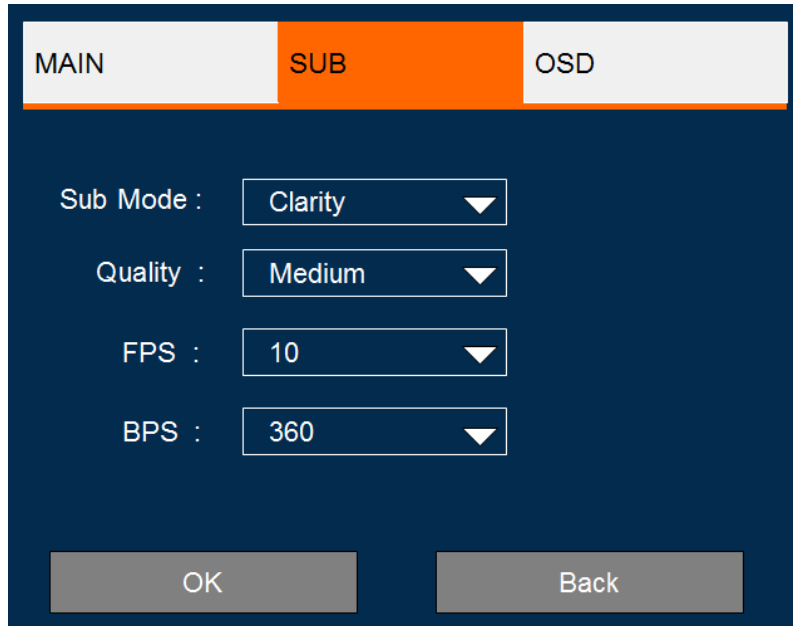 MAIN SUB OSD
Sub Mode : Clarity
Quality : Medium
FPS : 10
BPS : 360
OK Back